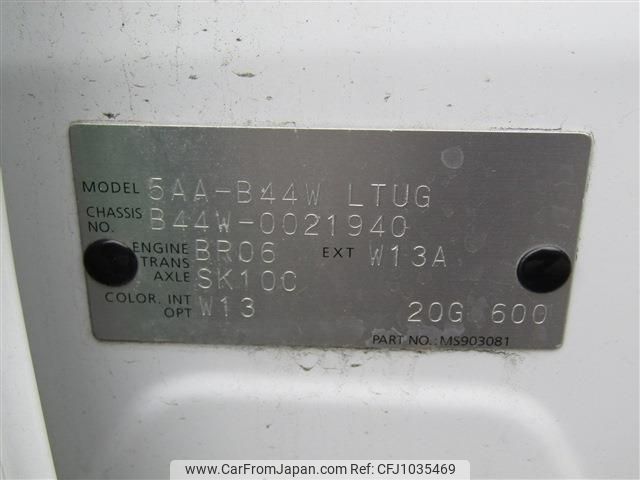 MODEL 5AA-B44W LTUG
CHASSIS NO. B44W-0021940
ENGINE BR06 EXT W13A
TRANS AXLE SK10C
COLOR. INT OPT W13 20G 600
PART NO.: MS903081
www.CarFromJapan.com | © CarFromJapan - CFJ1035469